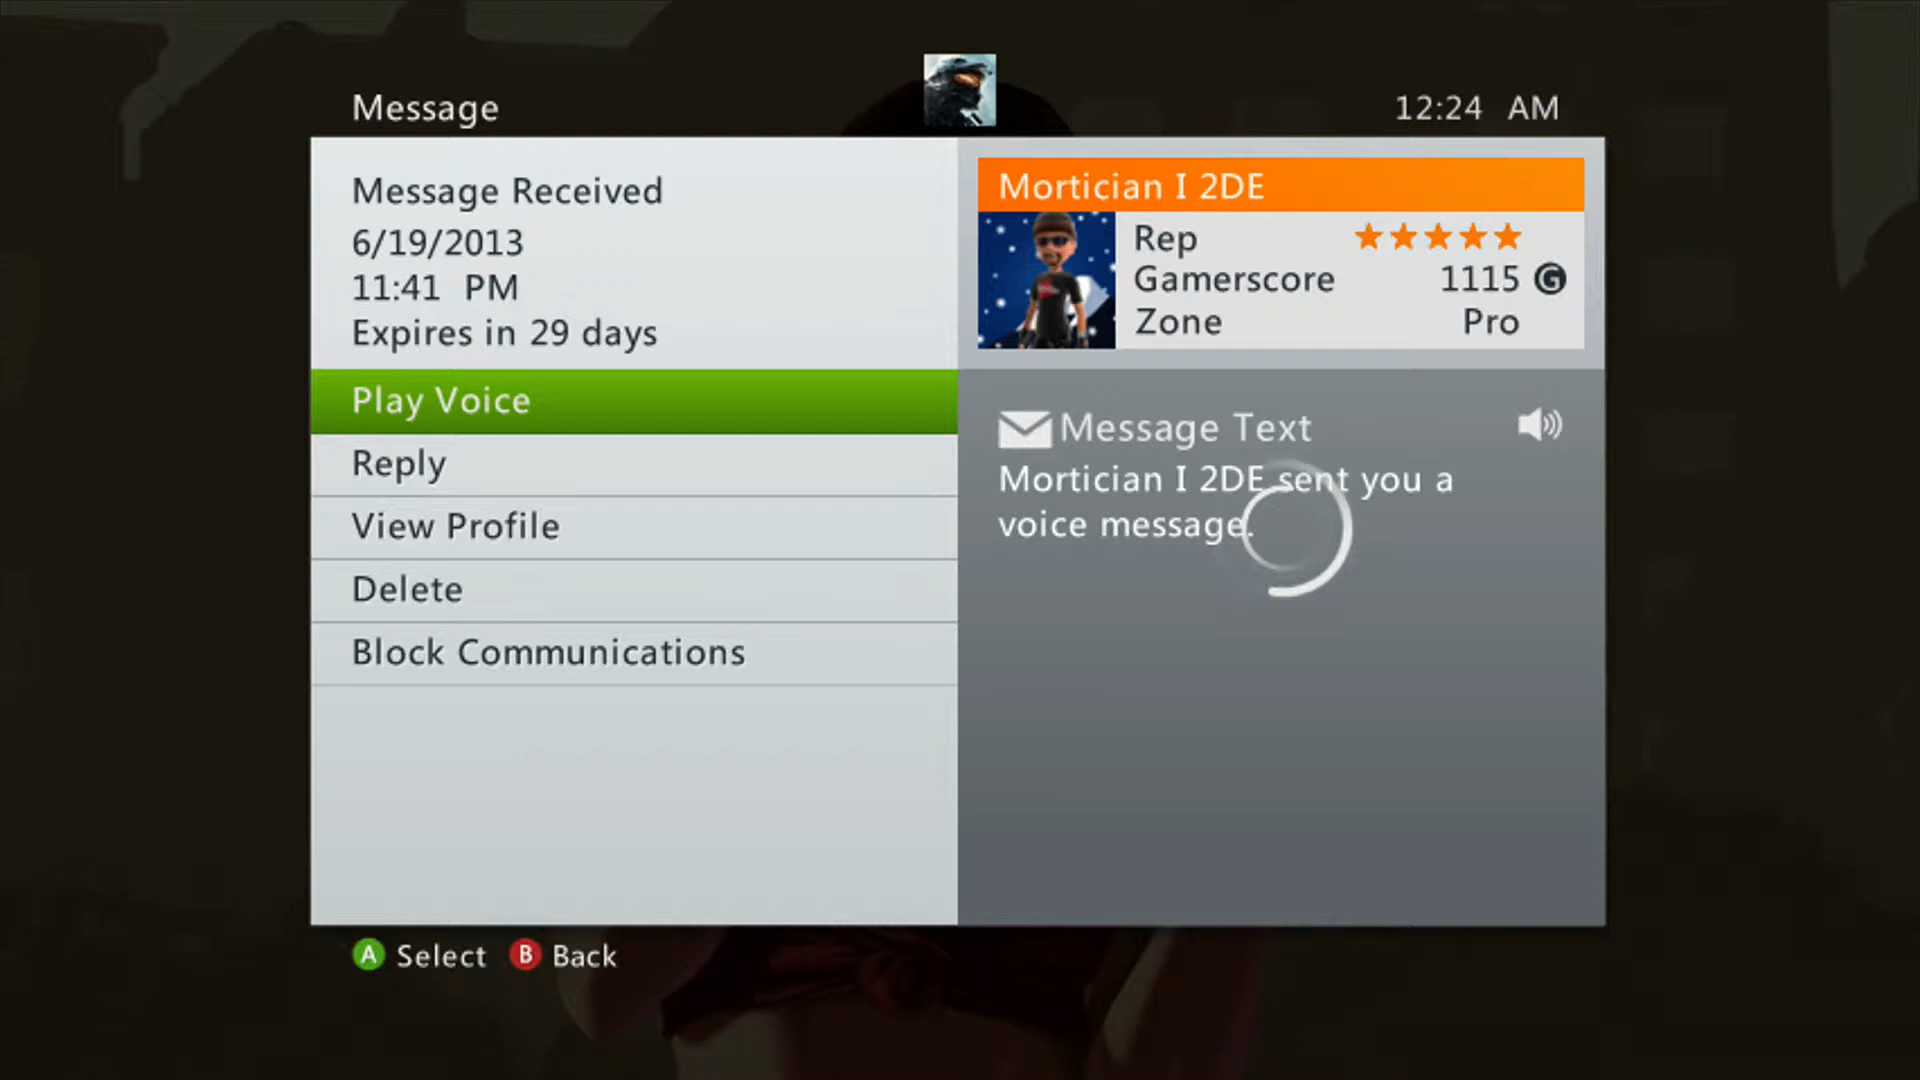 Message
12:24 AM
Message Received
6/19/2013
11:41 PM
Expires in 29 days
Play Voice
Reply
View Profile
Delete
Block Communications
Mortician I 2DE
Rep
Gamerscore 1115 G
Zone Pro
Message Text
Mortician I 2DE sent you a
voice message.
A Select B Back